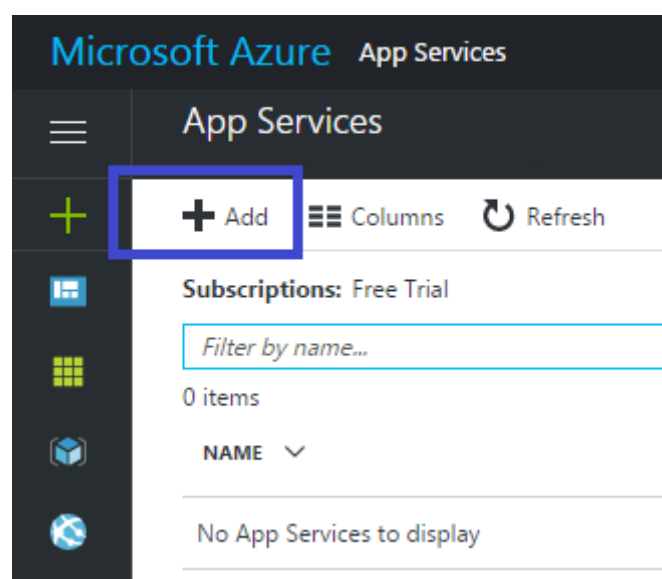 Microsoft Azure App Services
App Services
Add Columns Refresh
Subscriptions: Free Trial
Filter by name...
0 items
NAME
No App Services to display